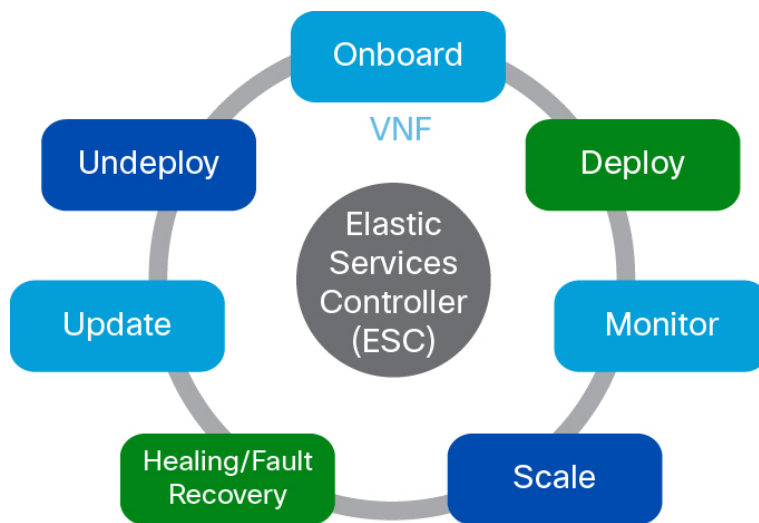 Onboard
VNF
Undeploy
Deploy
Elastic
Services
Controller
(ESC)
Update
Monitor
Healing/Fault
Recovery
Scale